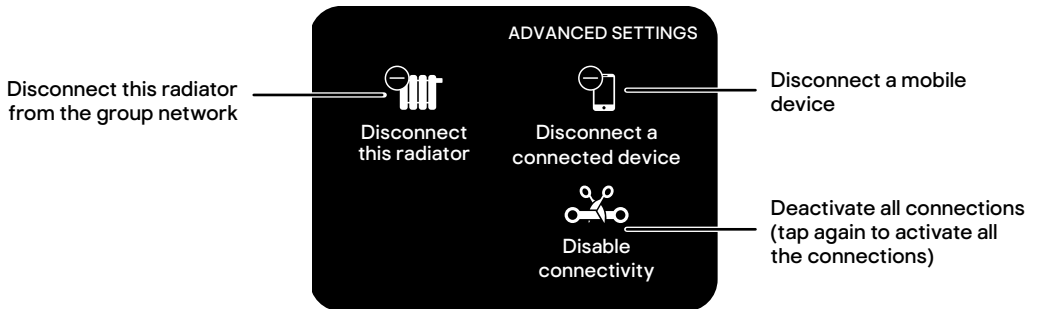 ADVANCED SETTINGS
Disconnect this radiator
from the group network
Disconnect
this radiator
Disconnect a
connected device
Disconnect a mobile
device
Disable
connectivity
Deactivate all connections
(tap again to activate all
the connections)